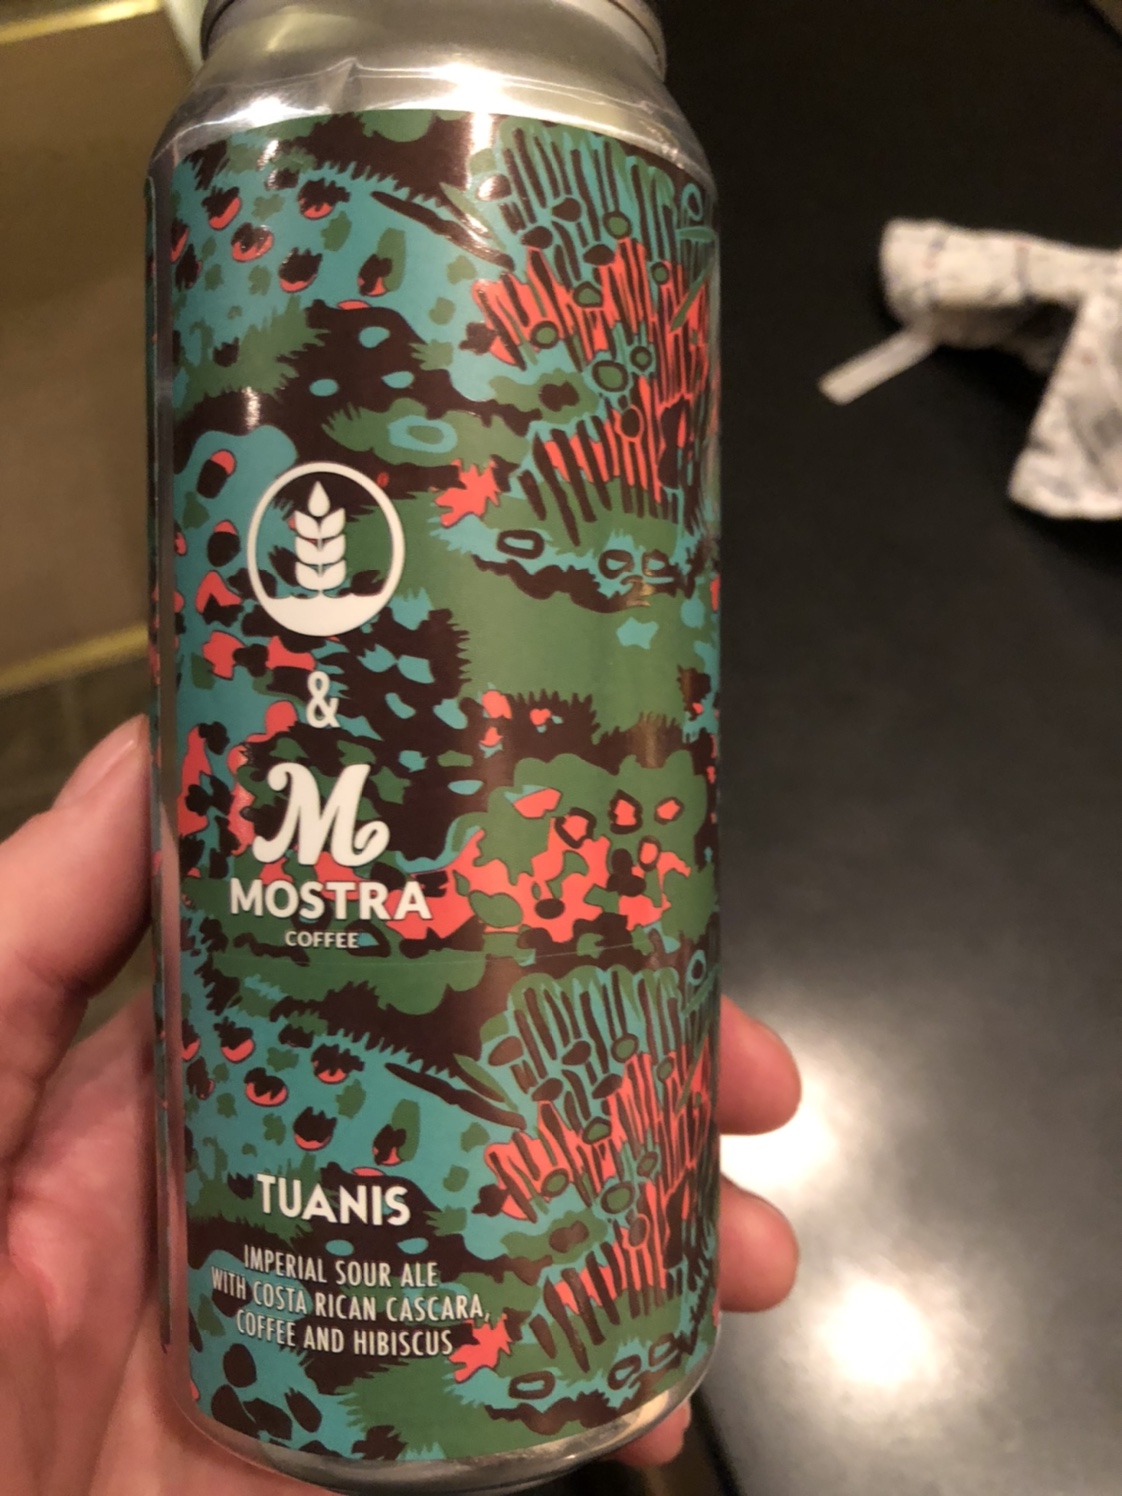 &
M
MOSTRA
COFFEE
TUANIS
IMPERIAL SOUR ALE
WITH COSTA RICAN CASCARA,
COFFEE AND HIBISCUS